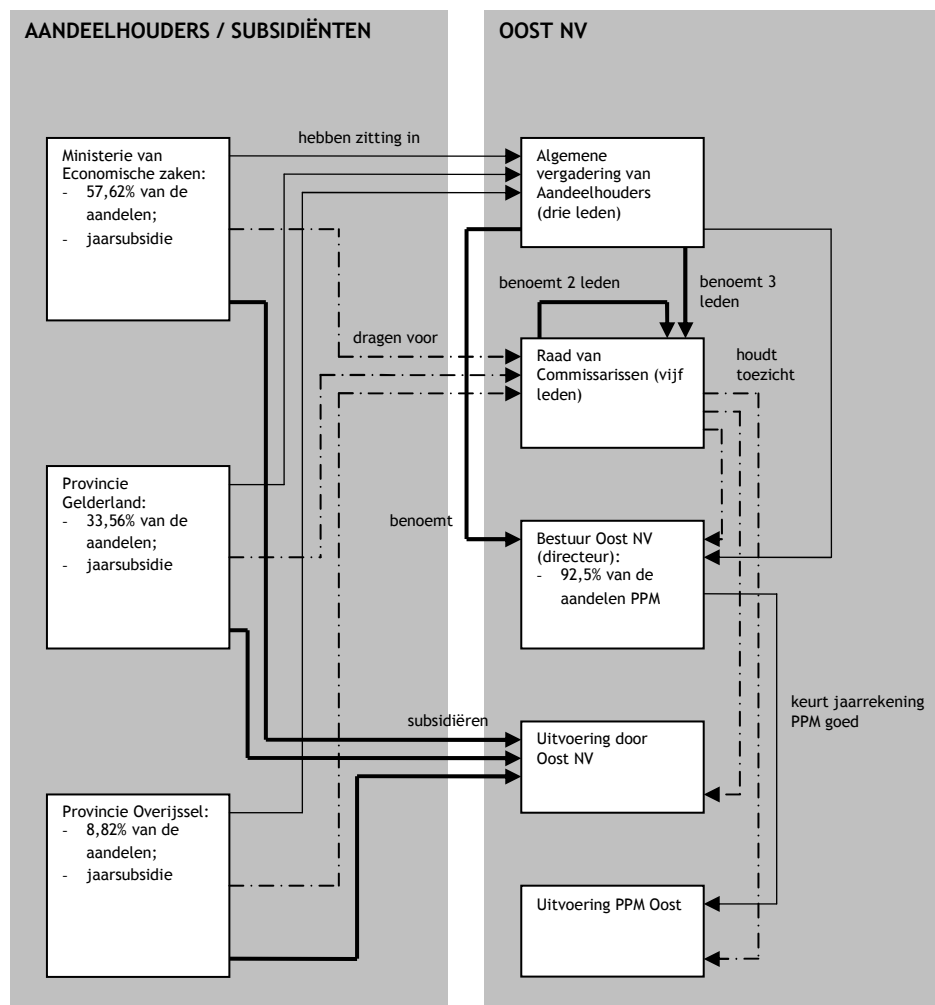 AANDEELHOUDERS / SUBSIDIËNTEN
OOST NV
hebben zitting in
Ministerie van
Economische zaken:
- 57,62% van de
aandelen;
- jaarsubsidie
Algemene
vergadering van
Aandeelhouders
(drie leden)
benoemt 2 leden
benoemt 3
leden
dragen voor
Raad van
Commissarissen (vijf
leden)
houdt
toezicht
Provincie
Gelderland:
- 33,56% van de
aandelen;
- jaarsubsidie
benoemt
Bestuur Oost NV
(directeur):
- 92,5% van de
aandelen PPM
keurt jaarrekening
PPM goed
subsidiëren
Uitvoering door
Oost NV
Provincie Overijssel:
- 8,82% van de
aandelen;
- jaarsubsidie
Uitvoering PPM Oost